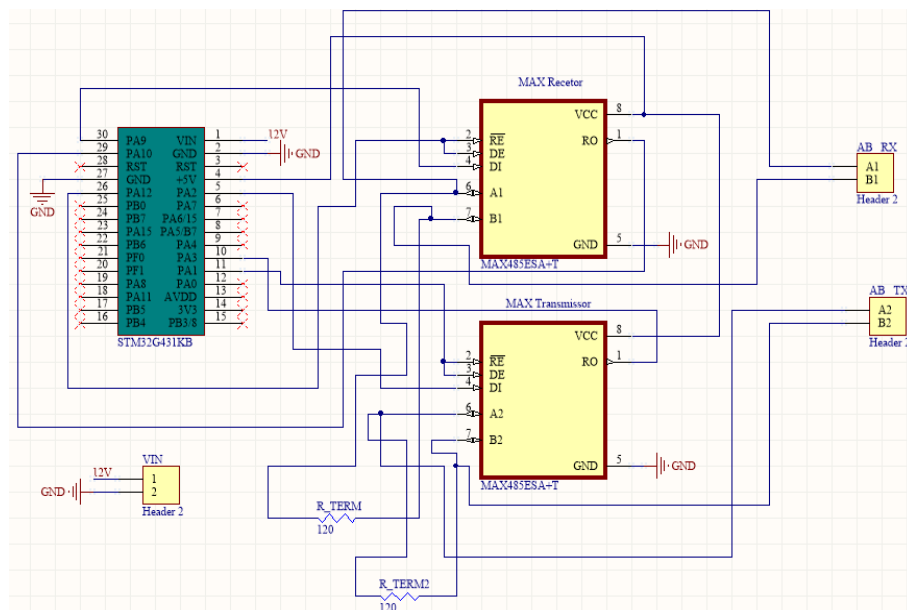 MAX Recetor
VCC 8
RO 1
2 RE
3 DE
4 DI
6 A1
7 B1
GND 5
GND
MAX485ESA+T
AB RX
A1
B1
Header 2
30 PA9 VIN 1 12V
29 PA10 GND 2 GND
28 RST RST 3
27 GND +5V 4
GND
26 PA12 PA2 5
25 PB0 PA7 6
24 PB7 PA6/15 7
23 PA15 PA5/B7 8
22 PB6 PA4 9
21 PF0 PA3 10
20 PF1 PA1 11
19 PA8 PA0 12
18 PA11 AVDD 13
17 PB5 3V3 14
16 PB4 PB3/8 15
STM32G431KB
MAX Transmissor
VCC 8
RO 1
2 RE
3 DE
4 DI
6 A2
7 B2
GND 5
GND
MAX485ESA+T
AB TX
A2
B2
Header 2
VIN
12V 1
GND 2
Header 2
R_TERM
120
R_TERM2
120